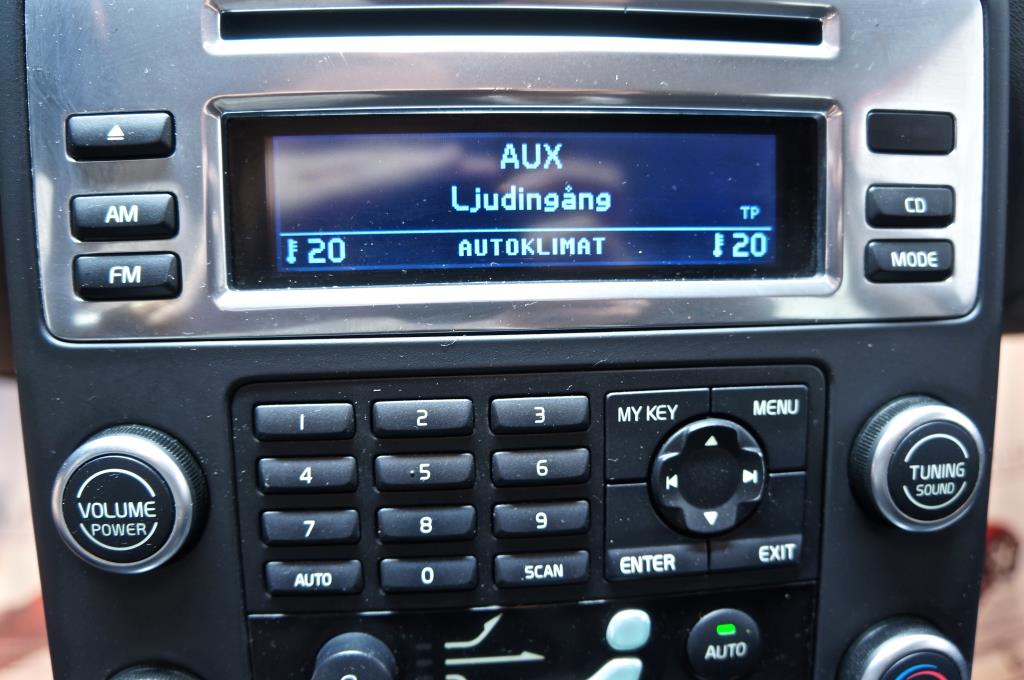 AUX
Ljudingång
TP
20 AUTOKLIMAT 20
AM
FM
CD
MODE
1 2 3
4 5 6
7 8 9
AUTO 0 SCAN
MY KEY MENU
ENTER EXIT
VOLUME
POWER
TUNING
SOUND
AUTO